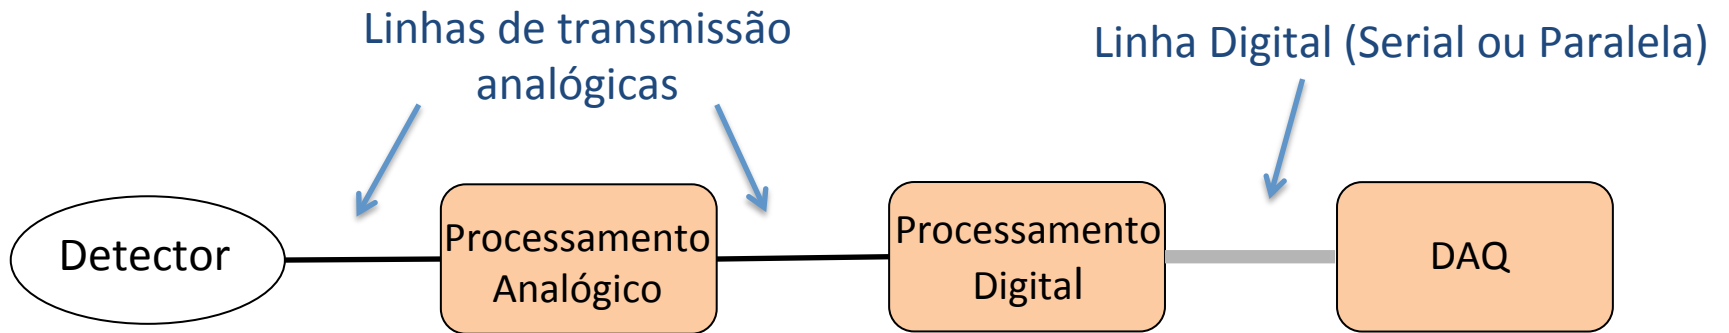 Linhas de transmissão
analógicas
Linha Digital (Serial ou Paralela)
Detector
Processamento
Analógico
Processamento
Digital
DAQ